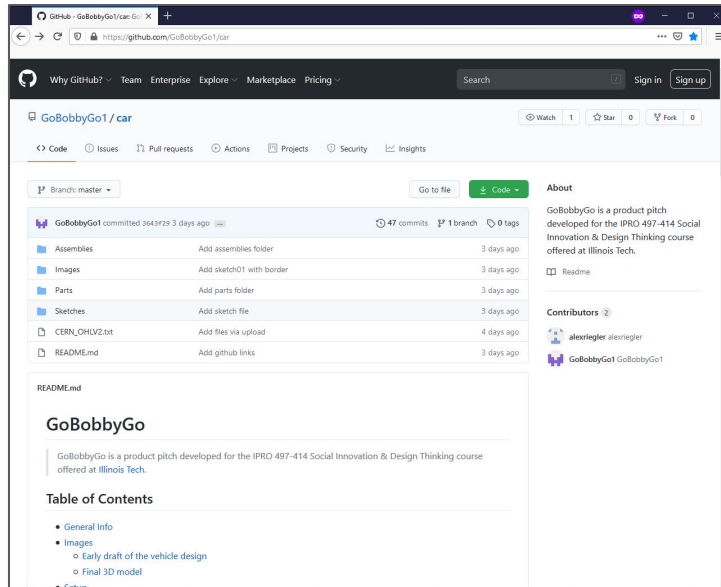 GitHub - GoBobbyGo1/car: Go
https://github.com/GoBobbyGo1/car
Why GitHub? Team Enterprise Explore Marketplace Pricing Search / Sign in Sign up
GoBobbyGo1 / car Watch 1 Star 0 Fork 0
Code Issues Pull requests Actions Projects Security Insights
Branch: master Go to file Code
GoBobbyGo1 committed 3643f29 3 days ago 47 commits 1 branch 0 tags
Assemblies Add assemblies folder 3 days ago
Images Add sketch01 with border 3 days ago
Parts Add parts folder 3 days ago
Sketches Add sketch file 3 days ago
CERN_OHLV2.txt Add files via upload 4 days ago
README.md Add github links 3 days ago
README.md
GoBobbyGo
GoBobbyGo is a product pitch developed for the IPRO 497-414 Social Innovation & Design Thinking course
offered at Illinois Tech.
Table of Contents
General Info
Images
Early draft of the vehicle design
Final 3D model
Setup
About
GoBobbyGo is a product pitch
developed for the IPRO 497-414 Social
Innovation & Design Thinking course
offered at Illinois Tech.
Readme
Contributors 2
alexriegler alexriegler
GoBobbyGo1 GoBobbyGo1